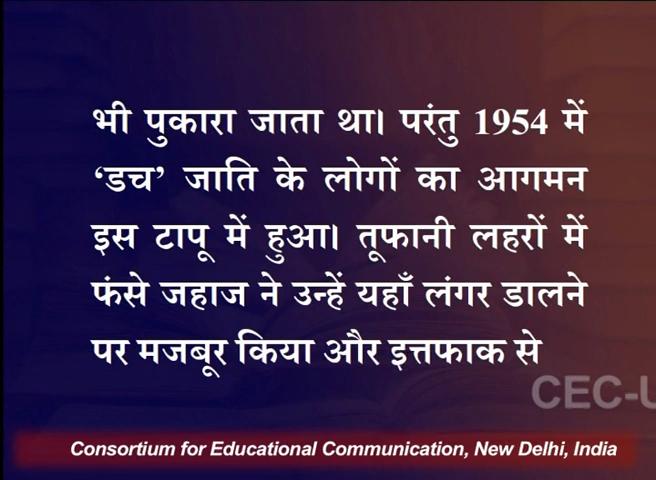 भी पुकारा जाता था। परंतु 1954 में
‘डच’ जाति के लोगों का आगमन
इस टापू में हुआ। तूफानी लहरों में
फंसे जहाज ने उन्हें यहाँ लंगर डालने
पर मजबूर किया और इत्तफाक से
CEC-U
Consortium for Educational Communication, New Delhi, India